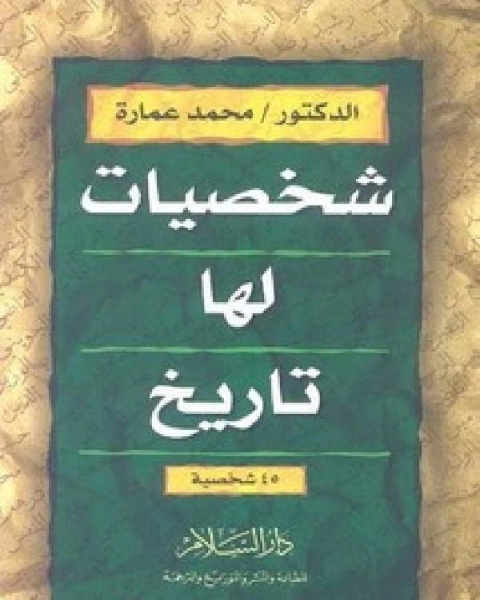 الدكتور / محمد عمارة
شخصيات
لها
تاريخ
٤٥ شخصية
دار السلام
للطباعة والنشر والتوزيع والترجمة